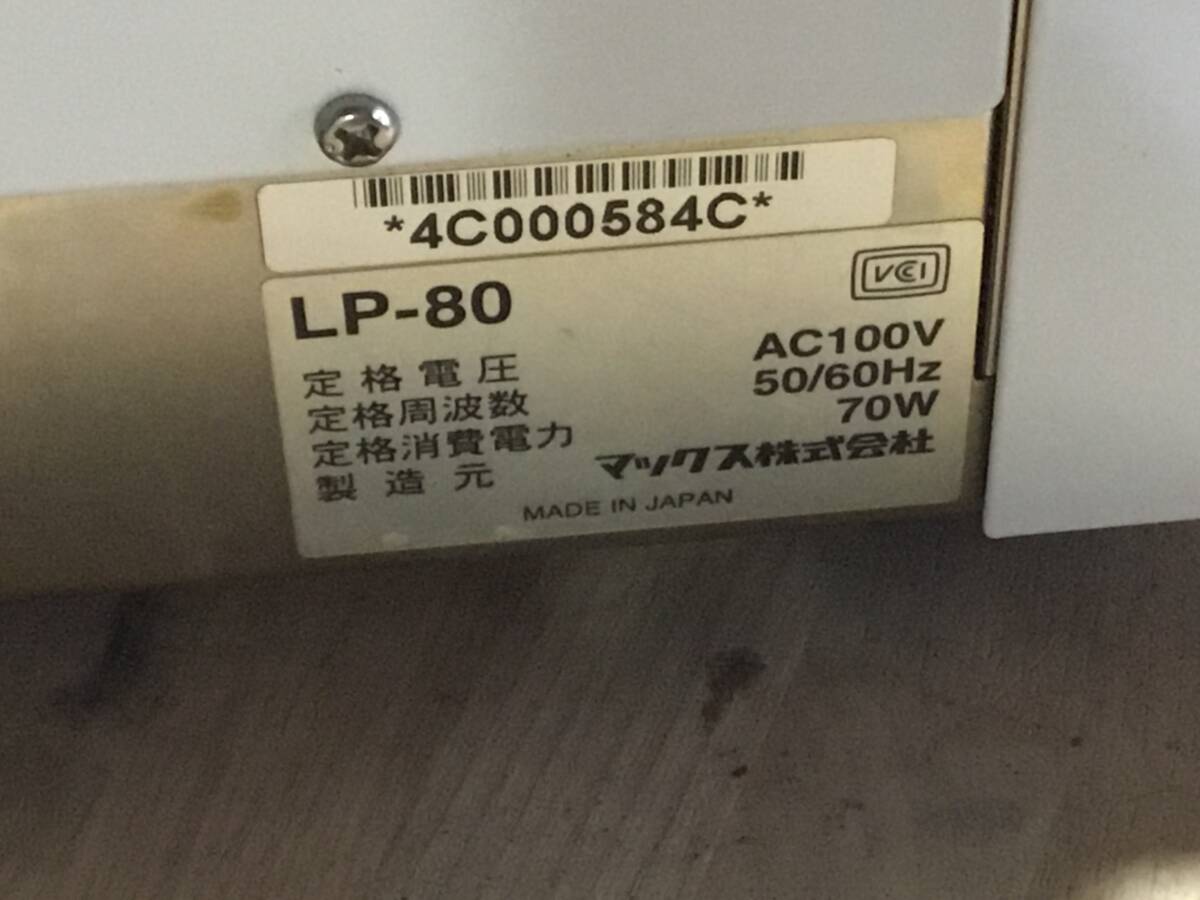 *4C000584C*
LP-80
VCCI
定格電圧 AC100V
定格周波数 50/60Hz
定格消費電力 70W
製造元 マックス株式会社
MADE IN JAPAN